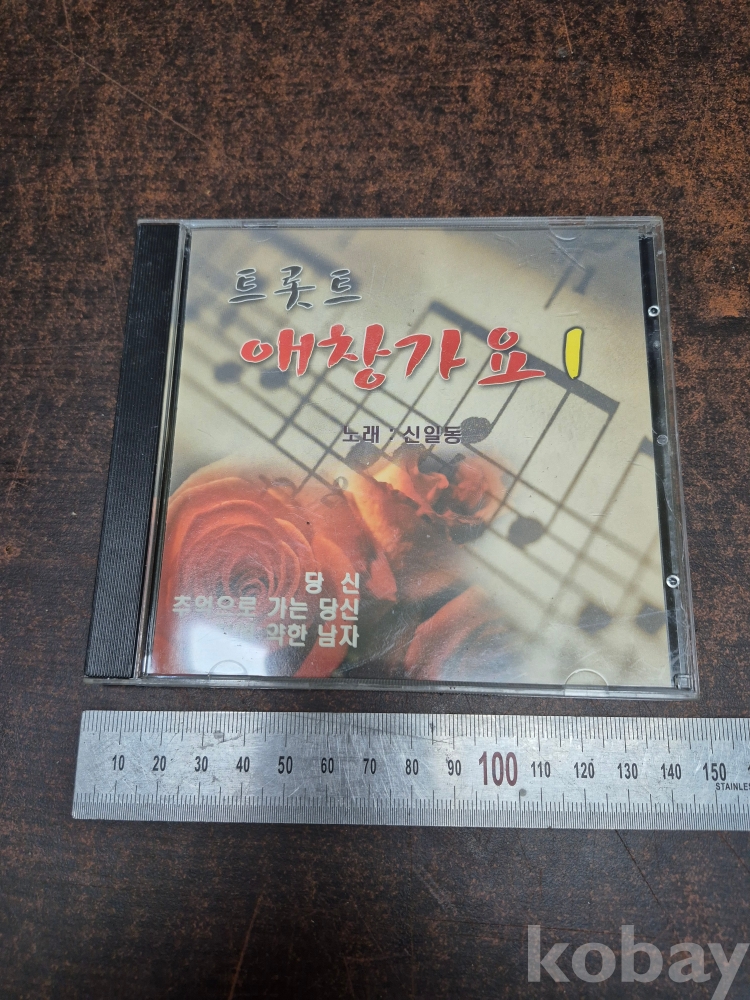 트롯트
애창가요 1
노래 : 신일동
당 신
추억으로 가는 당신
약한 남자
10 20 30 40 50 60 70 80 90 100 110 120 130 140 150
STAINLES
kobay